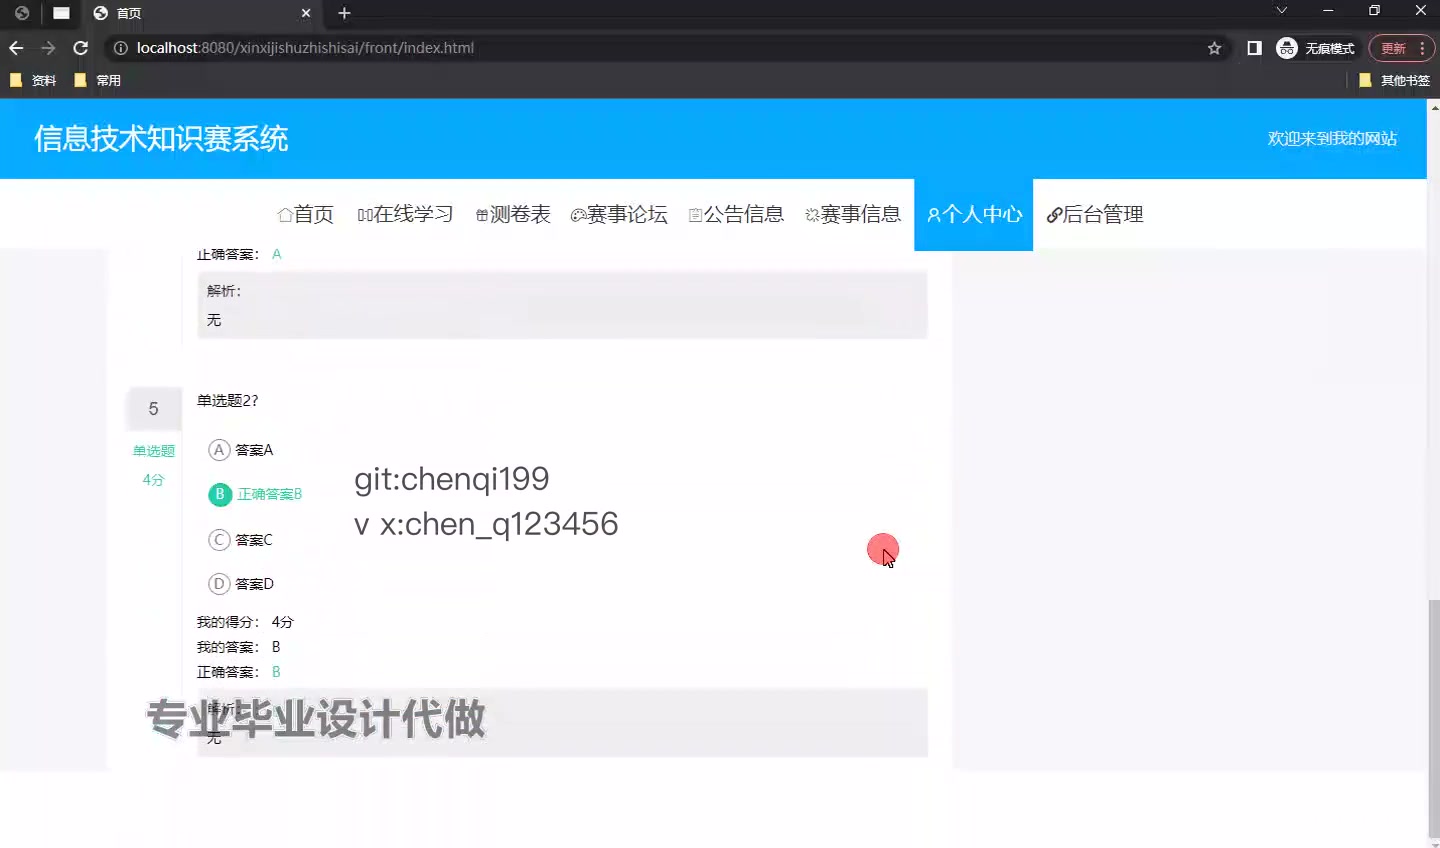 首页
localhost:8080/xinxijishuzhishisai/front/index.html
无痕模式
更新
资料
常用
其他书签
信息技术知识赛系统
欢迎来到我的网站
首页
在线学习
测卷表
赛事论坛
公告信息
赛事信息
个人中心
后台管理
正确答案： A
解析：
无
5
单选题2?
单选题
4分
A 答案A
B 正确答案B
C 答案C
D 答案D
git:chenqi199
v x:chen_q123456
我的得分： 4分
我的答案： B
正确答案： B
解析：
专业毕业设计代做
无